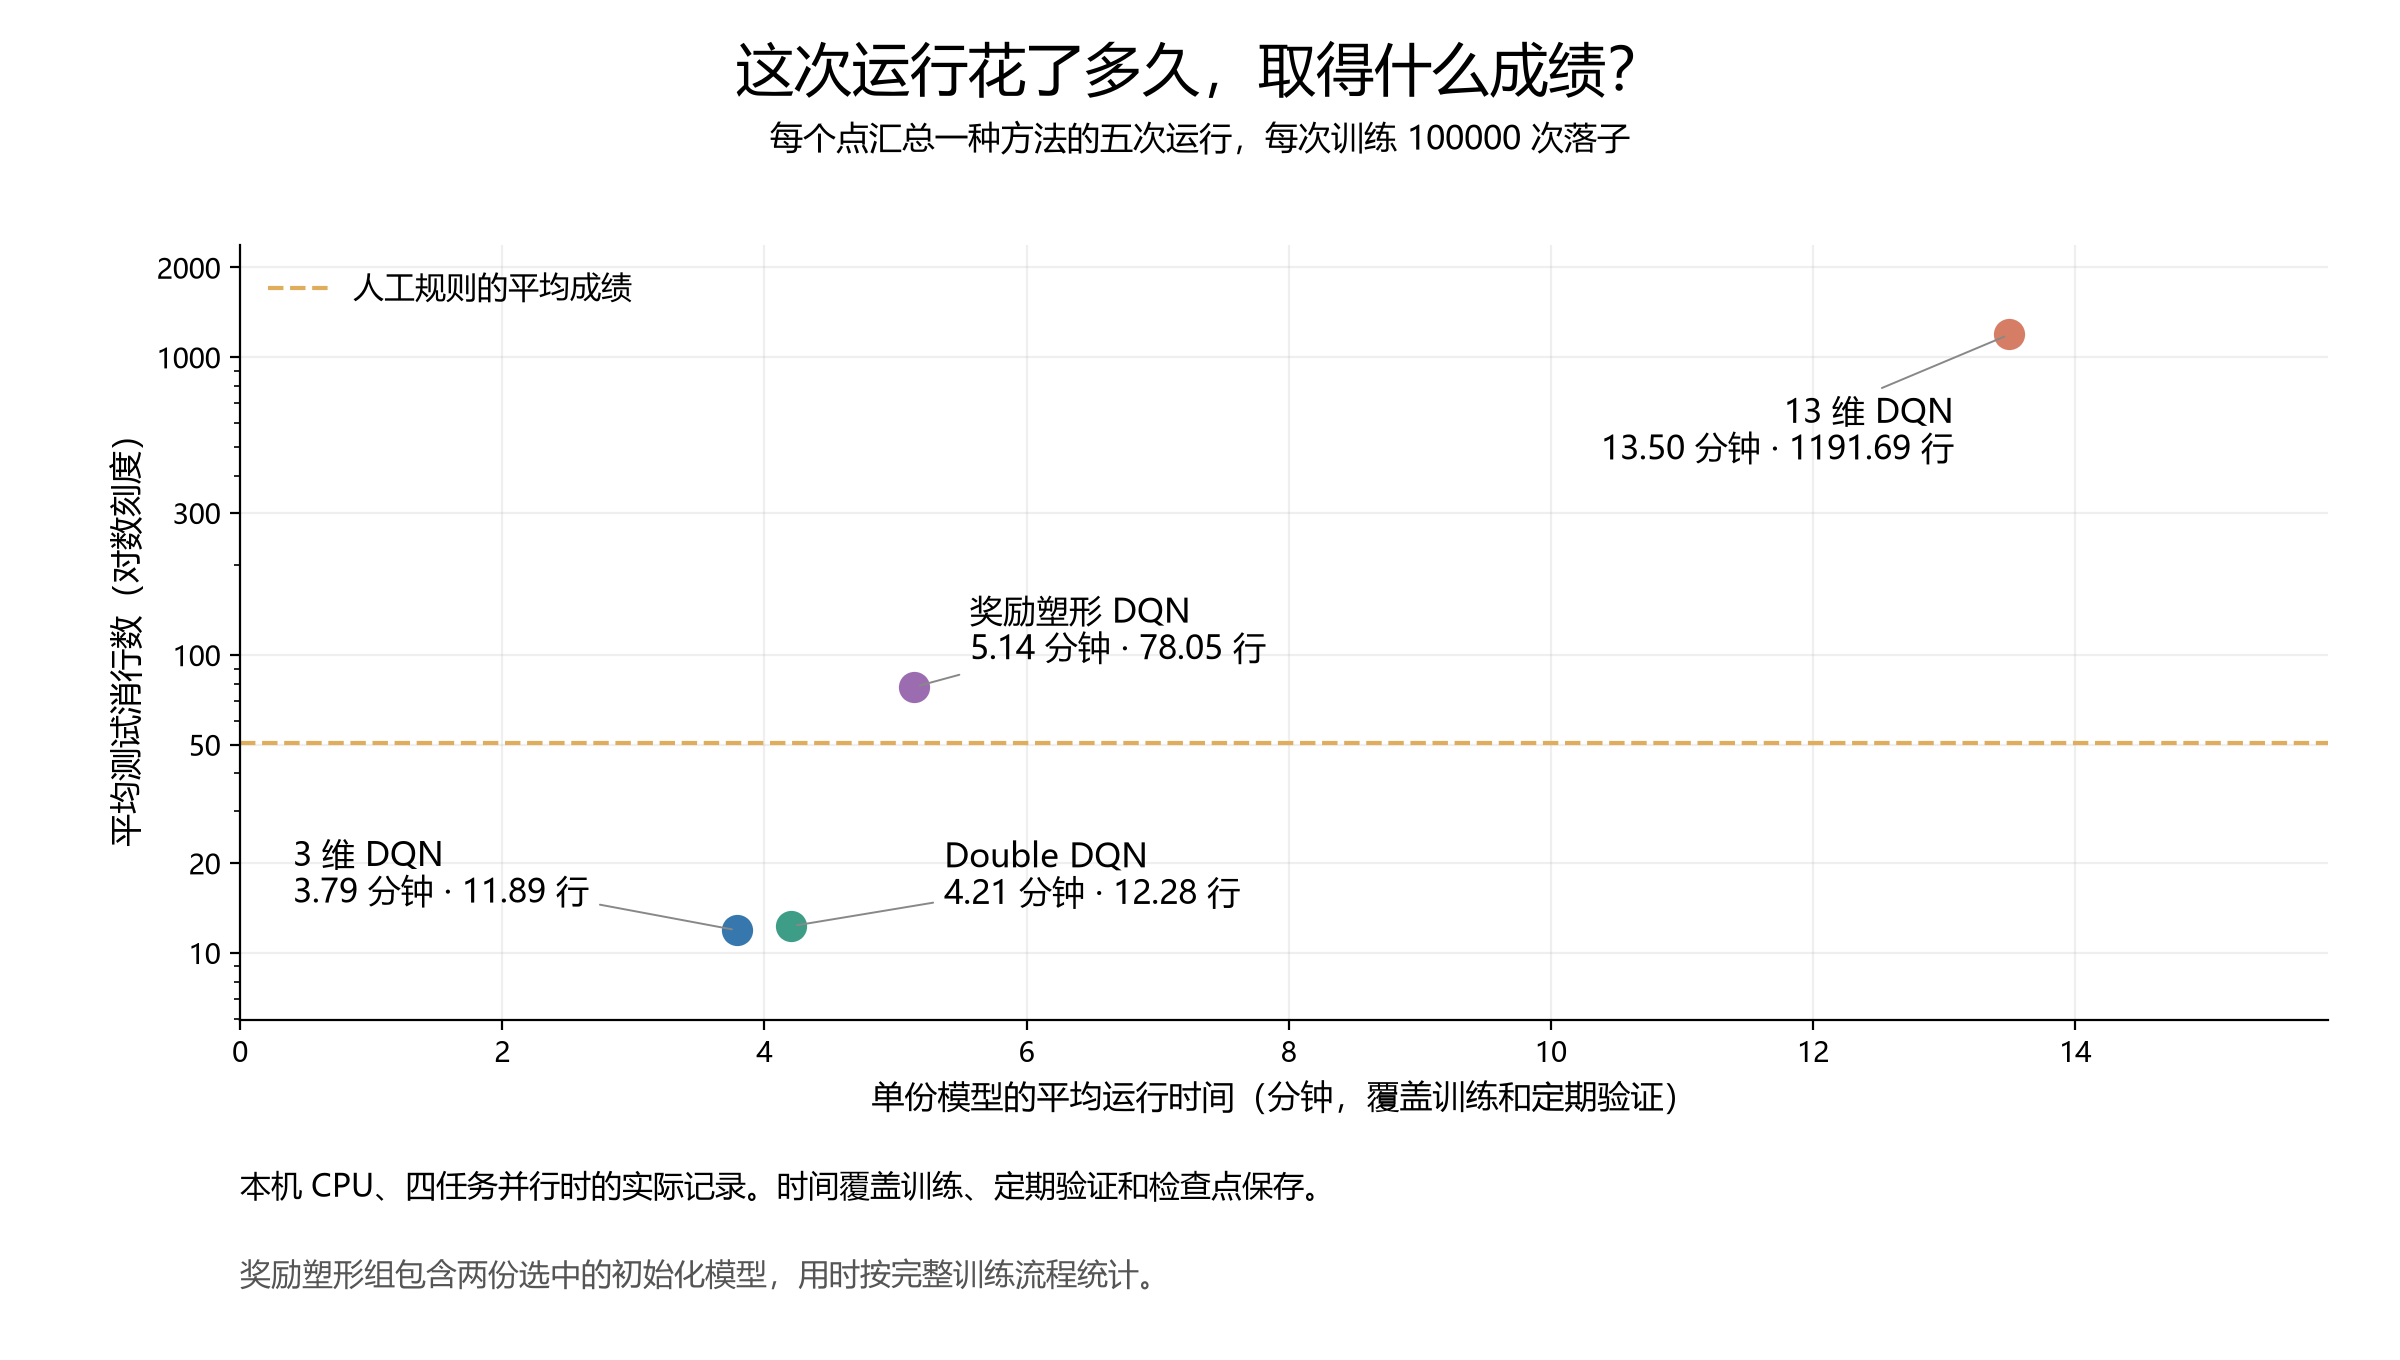 这次运行花了多久，取得什么成绩？
每个点汇总一种方法的五次运行，每次训练 100000 次落子
平均测试消行数（对数刻度）
2000
1000
300
100
50
20
10
人工规则的平均成绩
13 维 DQN
13.50 分钟 · 1191.69 行
奖励塑形 DQN
5.14 分钟 · 78.05 行
3 维 DQN
3.79 分钟 · 11.89 行
Double DQN
4.21 分钟 · 12.28 行
0 2 4 6 8 10 12 14
单份模型的平均运行时间（分钟，覆盖训练和定期验证）
本机 CPU、四任务并行时的实际记录。时间覆盖训练、定期验证和检查点保存。
奖励塑形组包含两份选中的初始化模型，用时按完整训练流程统计。